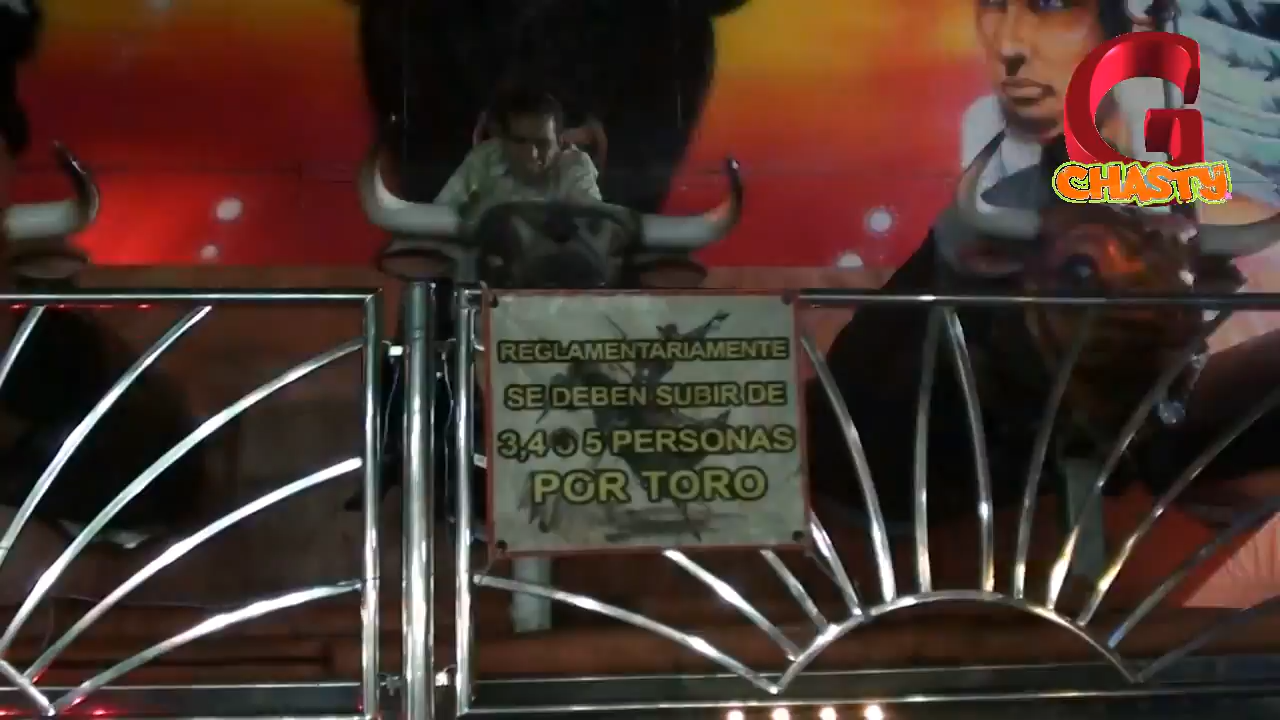 G
CHASTY
REGLAMENTARIAMENTE
SE DEBEN SUBIR DE
3,4 O 5 PERSONAS
POR TORO